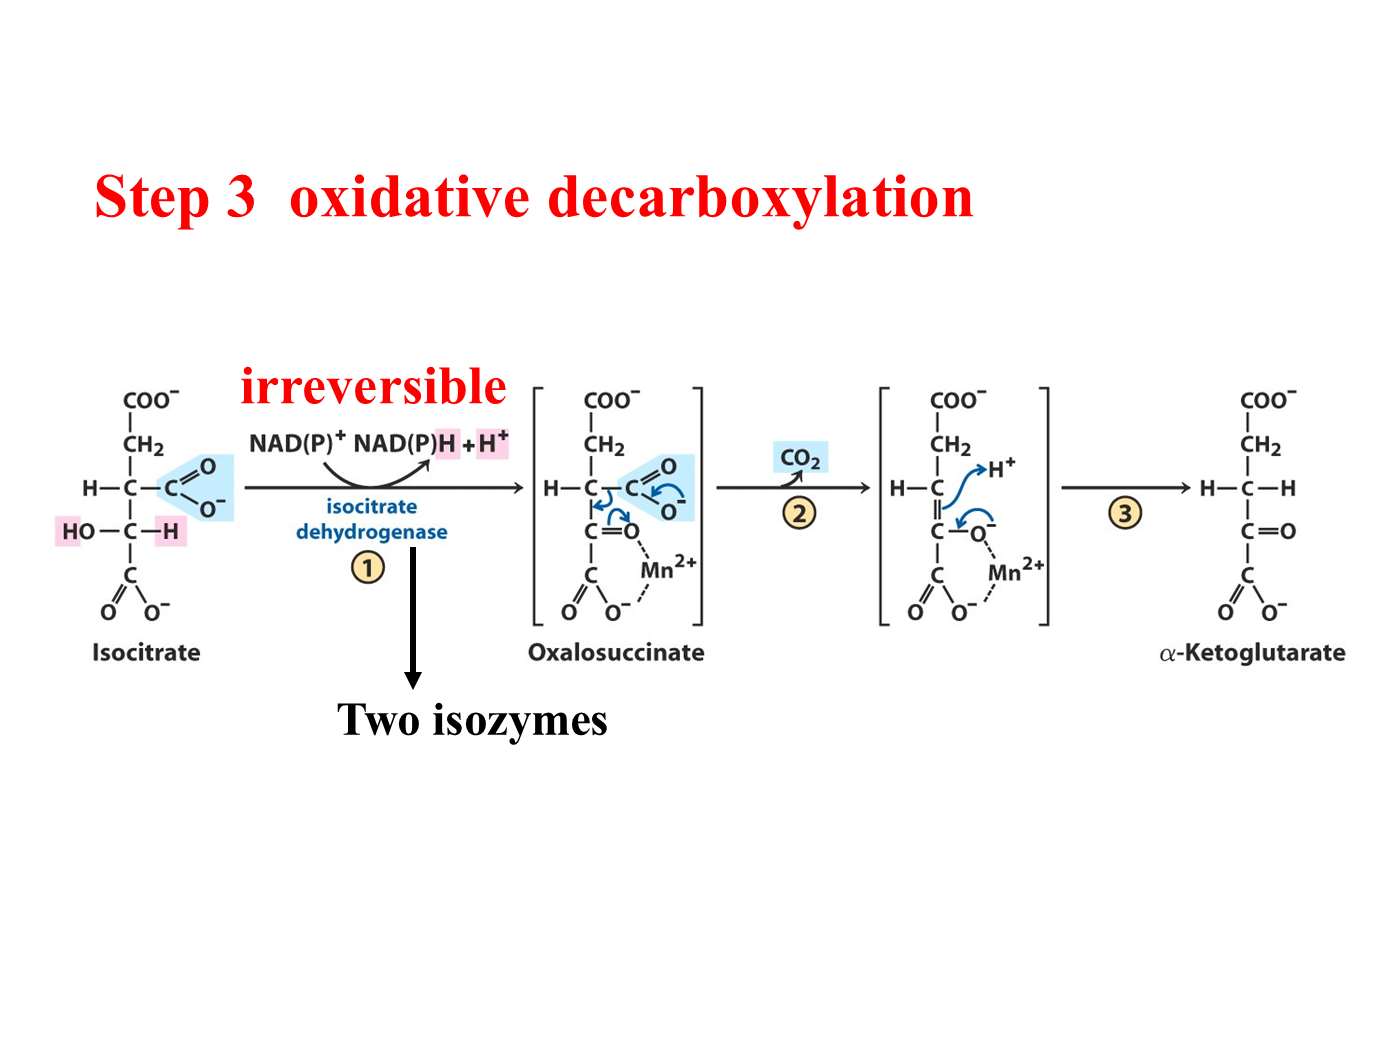 Step 3 oxidative decarboxylation
irreversible
NAD(P)⁺ NAD(P)H + H⁺
isocitrate
dehydrogenase
1
Two isozymes
COO⁻
CH₂
H—C—C
O
O⁻
HO—C—H
C
O O⁻
Isocitrate
COO⁻
CH₂
H—C—C
O
O⁻
C=O
Mn²⁺
C
O O⁻
Oxalosuccinate
CO₂
2
COO⁻
CH₂
H⁺
H—C
C—O⁻
Mn²⁺
C
O O⁻
3
COO⁻
CH₂
H—C—H
C=O
C
O O⁻
α-Ketoglutarate